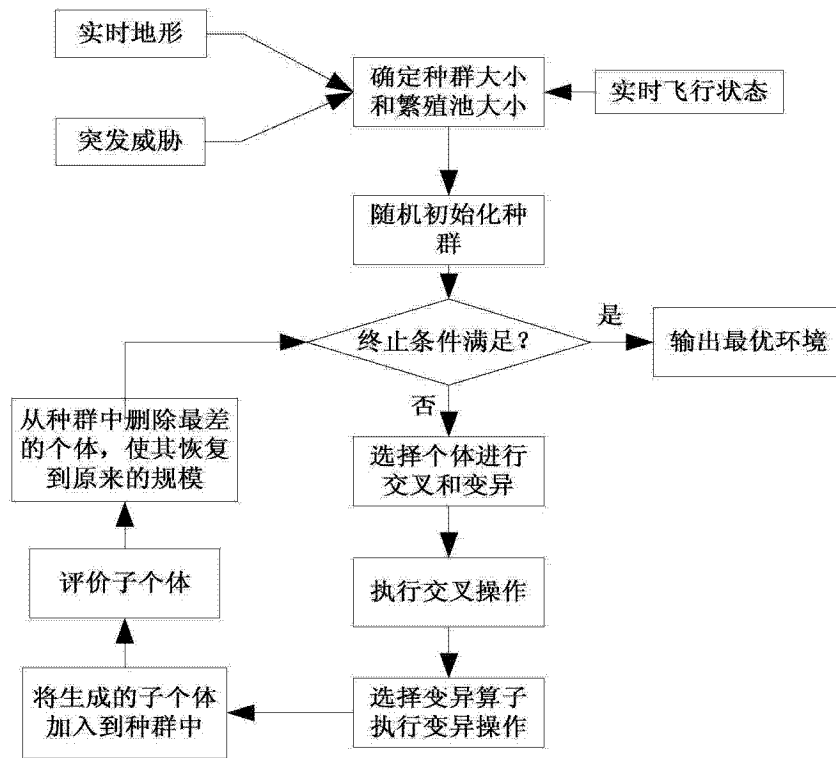 实时地形
突发威胁
确定种群大小
和繁殖池大小
实时飞行状态
随机初始化种
群
终止条件满足？
是
输出最优环境
否
选择个体进行
交叉和变异
执行交叉操作
选择变异算子
执行变异操作
将生成的子个体
加入到种群中
评价子个体
从种群中删除最差
的个体，使其恢复
到原来的规模